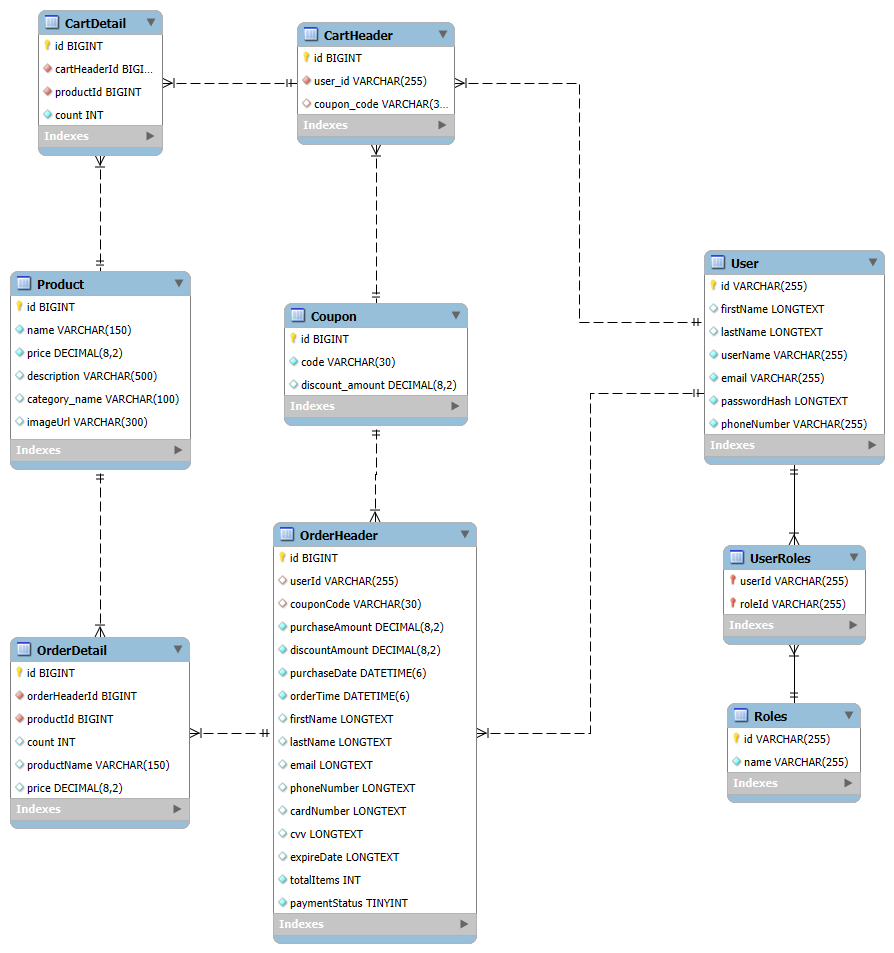 CartDetail
id BIGINT
cartHeaderId BIGI...
productId BIGINT
count INT
Indexes
CartHeader
id BIGINT
user_id VARCHAR(255)
coupon_code VARCHAR(3...
Indexes
Product
id BIGINT
name VARCHAR(150)
price DECIMAL(8,2)
description VARCHAR(500)
category_name VARCHAR(100)
imageUrl VARCHAR(300)
Indexes
Coupon
id BIGINT
code VARCHAR(30)
discount_amount DECIMAL(8,2)
Indexes
User
id VARCHAR(255)
firstName LONGTEXT
lastName LONGTEXT
userName VARCHAR(255)
email VARCHAR(255)
passwordHash LONGTEXT
phoneNumber VARCHAR(255)
Indexes
OrderHeader
id BIGINT
userId VARCHAR(255)
couponCode VARCHAR(30)
purchaseAmount DECIMAL(8,2)
discountAmount DECIMAL(8,2)
purchaseDate DATETIME(6)
orderTime DATETIME(6)
firstName LONGTEXT
lastName LONGTEXT
email LONGTEXT
phoneNumber LONGTEXT
cardNumber LONGTEXT
cvv LONGTEXT
expireDate LONGTEXT
totalItems INT
paymentStatus TINYINT
Indexes
UserRoles
userId VARCHAR(255)
roleId VARCHAR(255)
Indexes
OrderDetail
id BIGINT
orderHeaderId BIGINT
productId BIGINT
count INT
productName VARCHAR(150)
price DECIMAL(8,2)
Indexes
Roles
id VARCHAR(255)
name VARCHAR(255)
Indexes